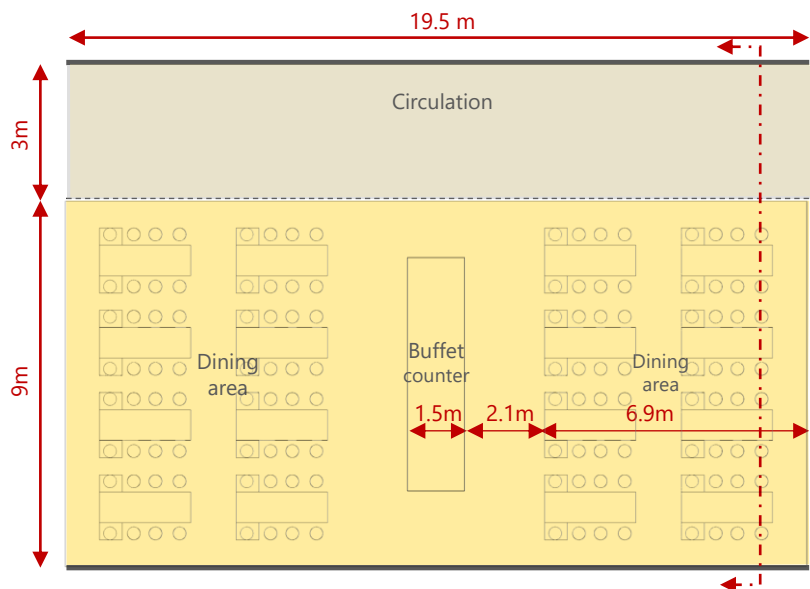 19.5 m
Circulation
3m
9m
Dining
area
Buffet
counter
Dining
area
1.5m
2.1m
6.9m